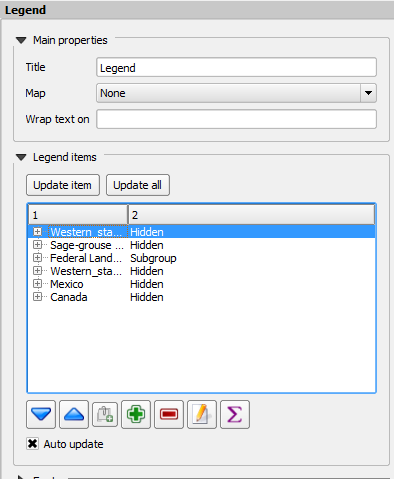 Legend
Main properties
Title Legend
Map None
Wrap text on
Legend items
Update item Update all
1 2
Western_sta... Hidden
Sage-grouse ... Hidden
Federal Land... Subgroup
Western_sta... Hidden
Mexico Hidden
Canada Hidden
Σ
Auto update